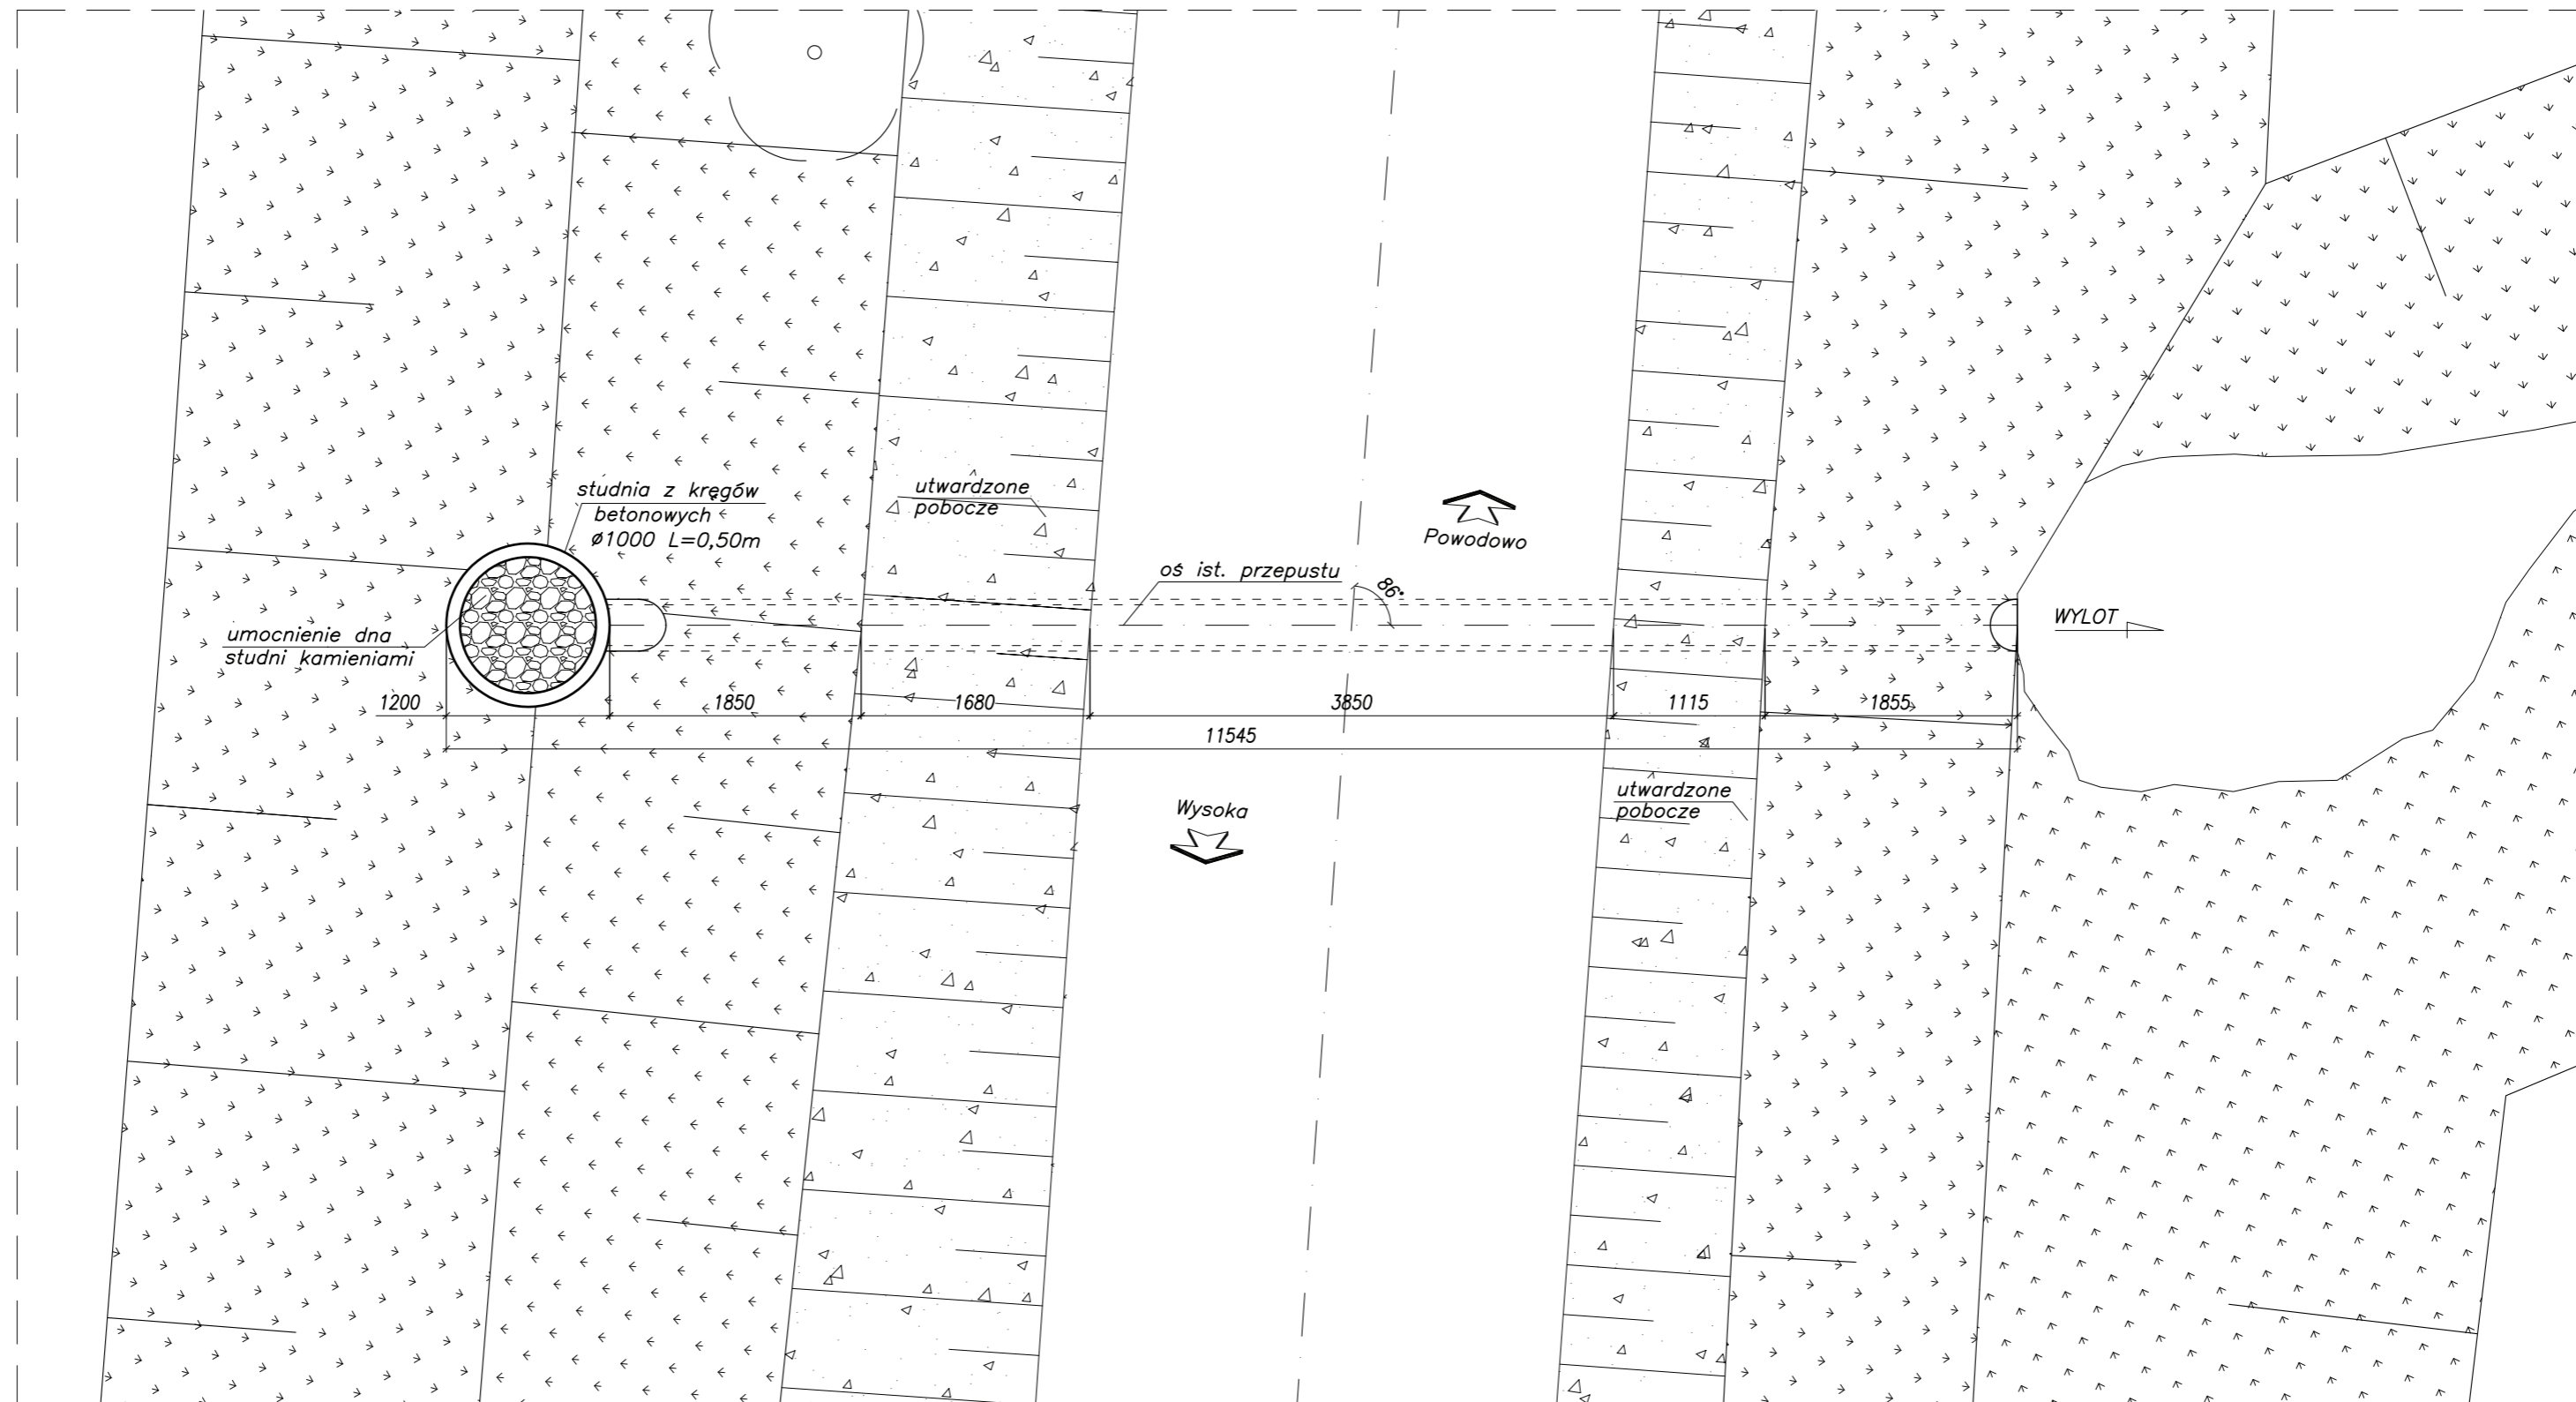 studnia z kręgów
betonowych
ø1000 L=0,50m
utwardzone
pobocze
Powodowo
oś ist. przepustu
86°
umocnienie dna
studni kamieniami
WYLOT
1200
1850
1680
3850
1115
1855
11545
Wysoka
utwardzone
pobocze